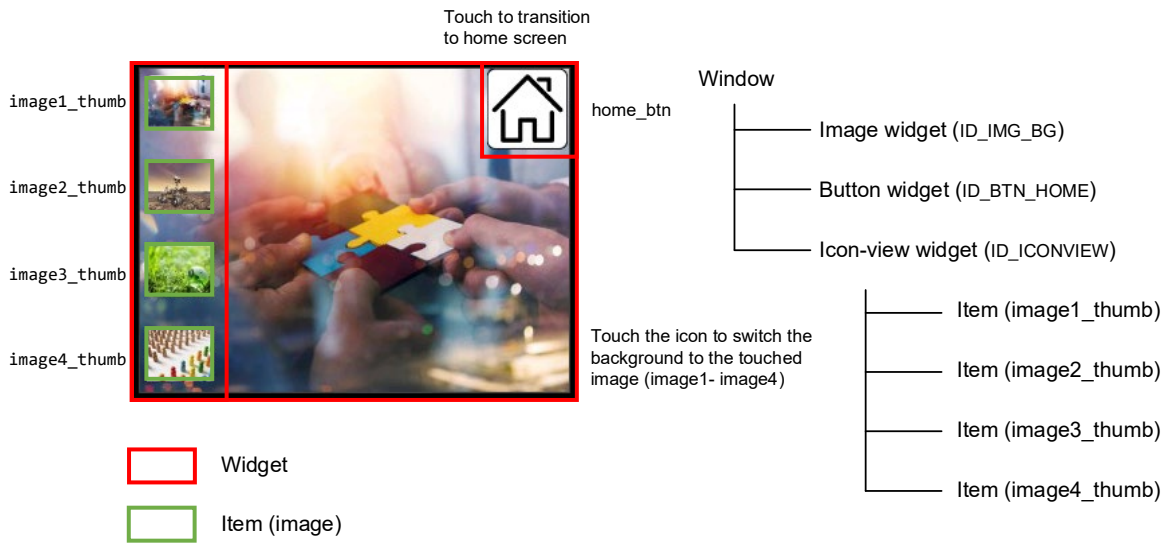 Touch to transition
to home screen
image1_thumb
image2_thumb
image3_thumb
image4_thumb
home_btn
Touch the icon to switch the
background to the touched
image (image1- image4)
Widget
Item (image)
Window
Image widget (ID_IMG_BG)
Button widget (ID_BTN_HOME)
Icon-view widget (ID_ICONVIEW)
Item (image1_thumb)
Item (image2_thumb)
Item (image3_thumb)
Item (image4_thumb)